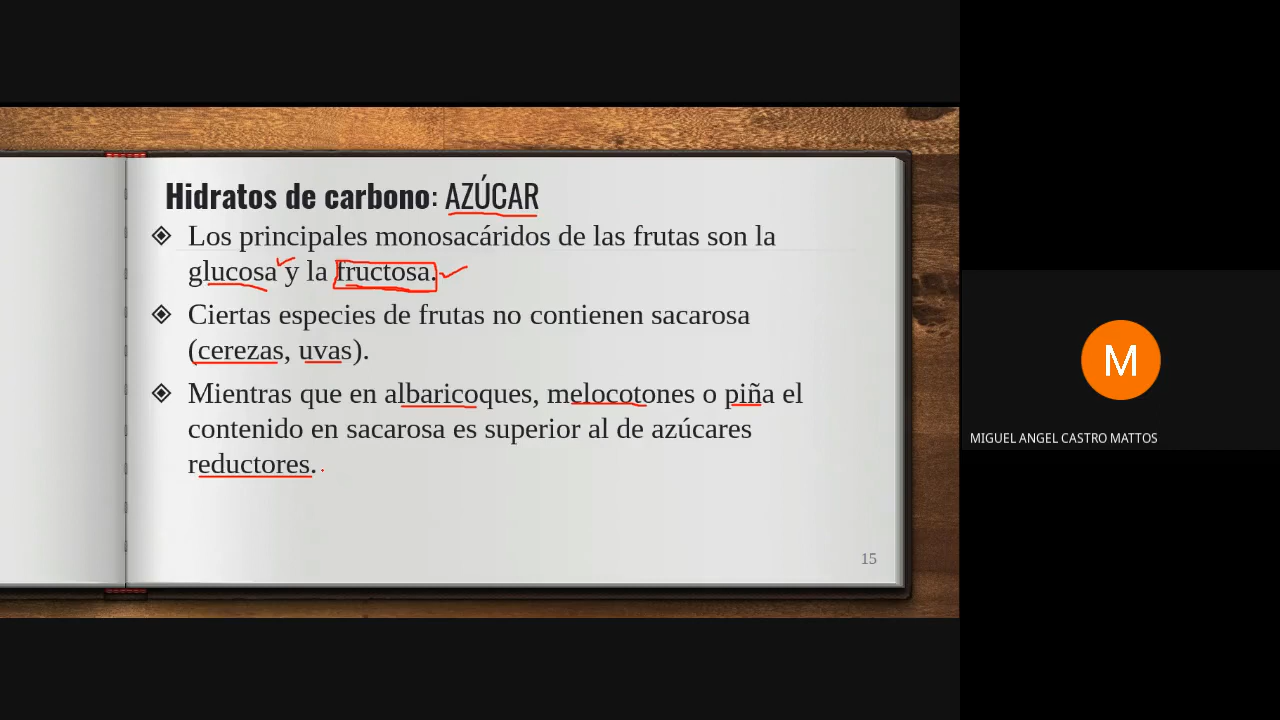 Hidratos de carbono: AZÚCAR
Los principales monosacáridos de las frutas son la
glucosa y la fructosa.
Ciertas especies de frutas no contienen sacarosa
(cerezas, uvas).
Mientras que en albaricoques, melocotones o piña el
contenido en sacarosa es superior al de azúcares
reductores.
15
M
MIGUEL ANGEL CASTRO MATTOS